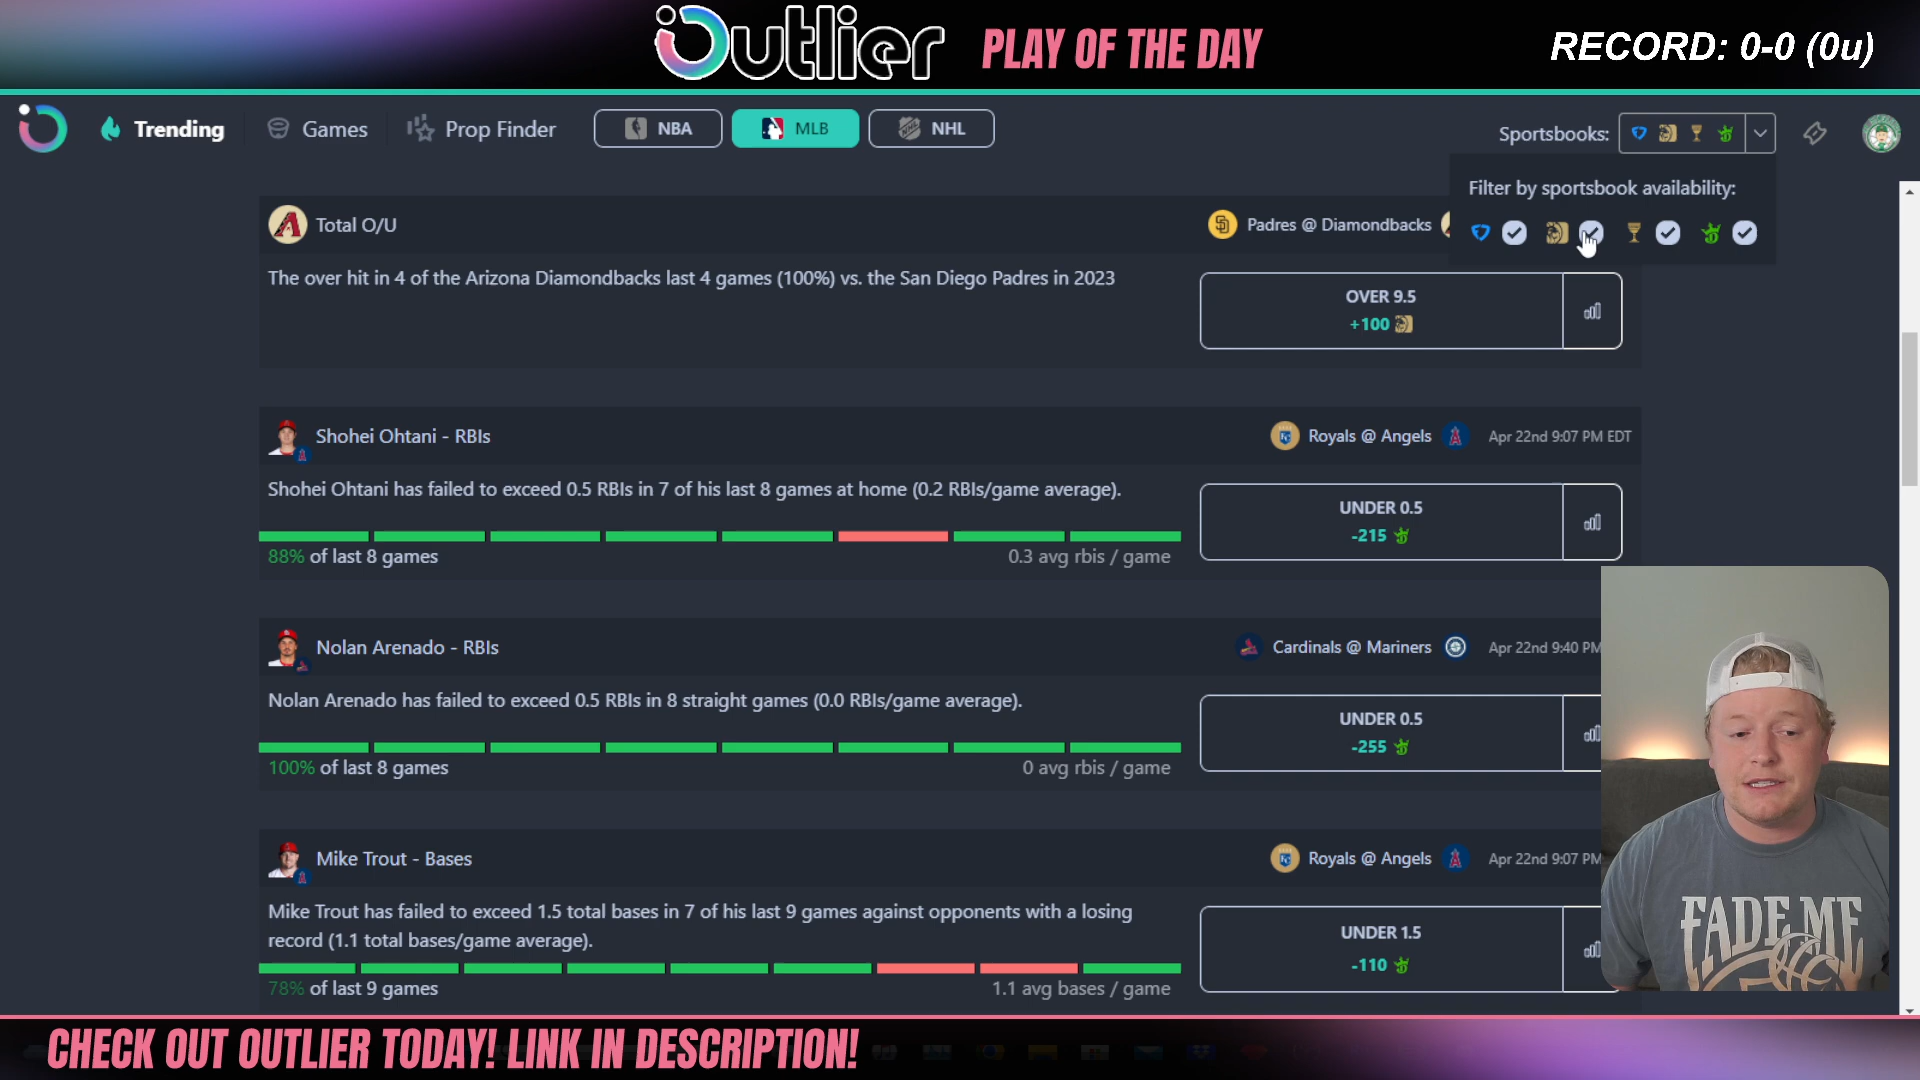 Outlier PLAY OF THE DAY
RECORD: 0-0 (0u)
Trending Games Prop Finder NBA MLB NHL Sportsbooks:
Filter by sportsbook availability:
Total O/U Padres @ Diamondbacks
The over hit in 4 of the Arizona Diamondbacks last 4 games (100%) vs. the San Diego Padres in 2023
OVER 9.5
+100
Shohei Ohtani - RBIs Royals @ Angels Apr 22nd 9:07 PM EDT
Shohei Ohtani has failed to exceed 0.5 RBIs in 7 of his last 8 games at home (0.2 RBIs/game average).
UNDER 0.5
-215
88% of last 8 games 0.3 avg rbis / game
Nolan Arenado - RBIs Cardinals @ Mariners Apr 22nd 9:40 PM
Nolan Arenado has failed to exceed 0.5 RBIs in 8 straight games (0.0 RBIs/game average).
UNDER 0.5
-255
100% of last 8 games 0 avg rbis / game
Mike Trout - Bases Royals @ Angels Apr 22nd 9:07 PM
Mike Trout has failed to exceed 1.5 total bases in 7 of his last 9 games against opponents with a losing
record (1.1 total bases/game average).
UNDER 1.5
-110
78% of last 9 games 1.1 avg bases / game
FADE ME
CHECK OUT OUTLIER TODAY! LINK IN DESCRIPTION!